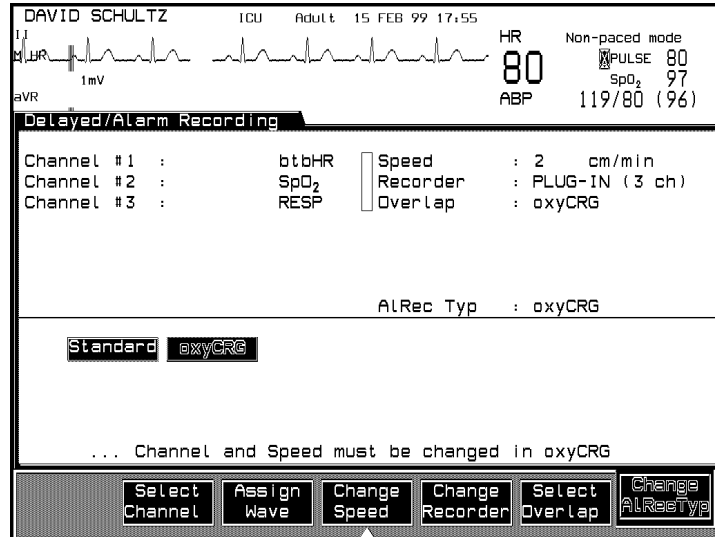 DAVID SCHULTZ ICU Adult 15 FEB 99 17:55
II
M HR
1mV
aVR
HR
80
ABP
Non-paced mode
PULSE 80
SpO₂ 97
119/80 (96)
Delayed/Alarm Recording
Channel #1 : btbHR
Channel #2 : SpO₂
Channel #3 : RESP
Speed : 2 cm/min
Recorder : PLUG-IN (3 ch)
Overlap : oxyCRG
AlRec Typ : oxyCRG
Standard oxyCRG
... Channel and Speed must be changed in oxyCRG
Select Channel
Assign Wave
Change Speed
Change Recorder
Select Overlap
Change AlRecTyp